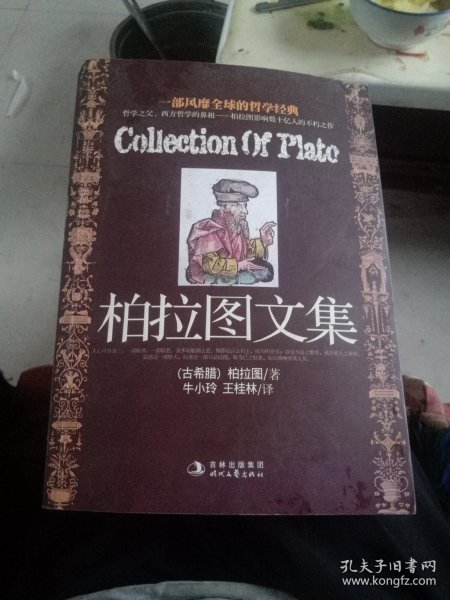 一部风靡全球的哲学经典
哲学之父、西方哲学的鼻祖——柏拉图影响数十亿人的不朽之作
Collection Of Plato
柏拉图文集
(古希腊) 柏拉图/著
牛小玲 王桂林/译
吉林出版集团
时代文艺出版社
孔夫子旧书网
www.kongfz.com